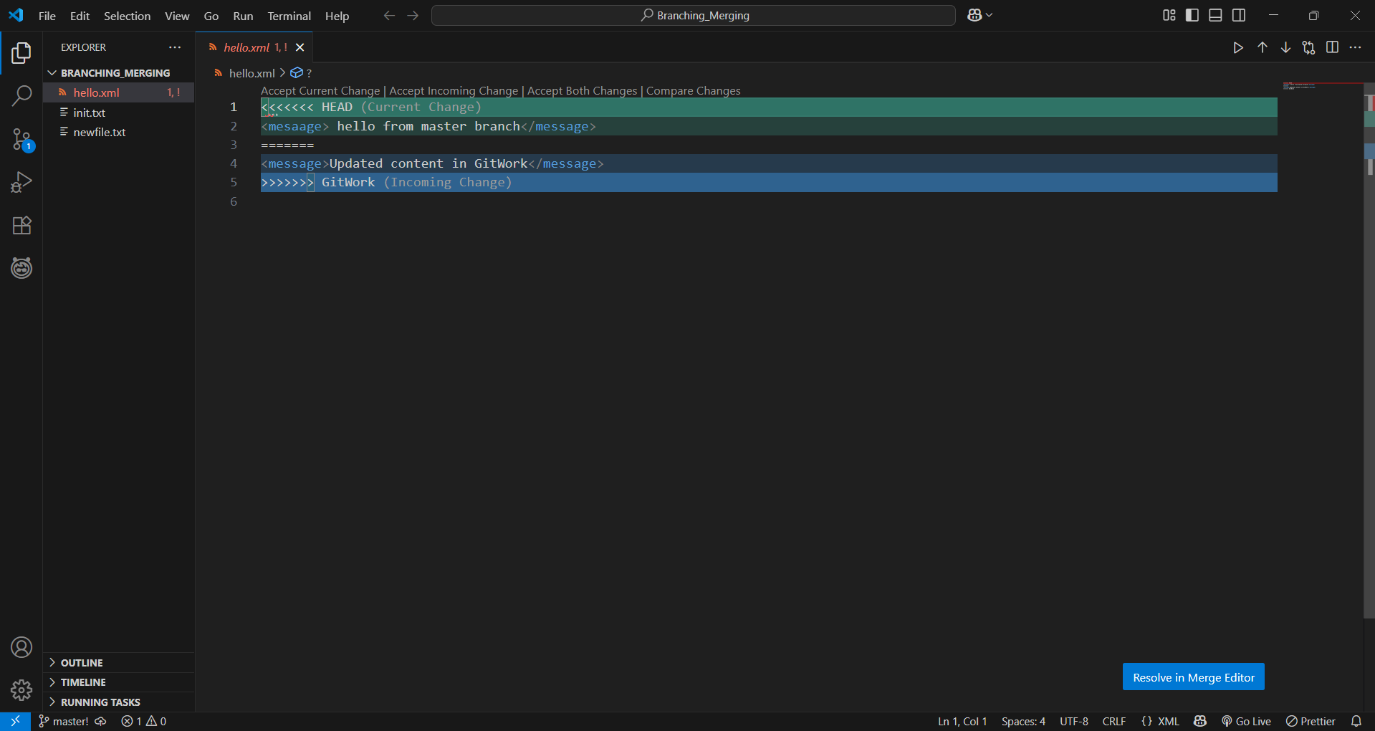 File Edit Selection View Go Run Terminal Help
Branching_Merging
EXPLORER
hello.xml 1, !
BRANCHING_MERGING
hello.xml > ?
hello.xml 1, !
init.txt
newfile.txt
Accept Current Change | Accept Incoming Change | Accept Both Changes | Compare Changes
1 <<<<<<< HEAD (Current Change)
2 <mesaage> hello from master branch</message>
3 =======
4 <message>Updated content in GitWork</message>
5 >>>>>>> GitWork (Incoming Change)
6
1
OUTLINE
TIMELINE
RUNNING TASKS
Resolve in Merge Editor
master! 1 0 Ln 1, Col 1 Spaces: 4 UTF-8 CRLF {} XML Go Live Prettier